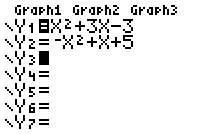 Graph1 Graph2 Graph3
\Y1=X²+3X-3
\Y2=-X²+X+5
\Y3=
\Y4=
\Y5=
\Y6=
\Y7=